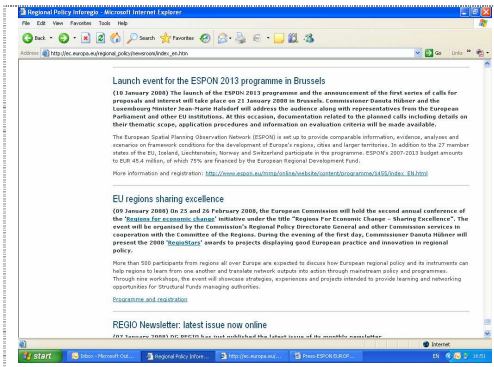 Regional Policy Inforegio - Microsoft Internet Explorer
File Edit View Favorites Tools Help
Back Search Favorites
Address http://ec.europa.eu/regional_policy/newsroom/index_en.htm Go Links
Launch event for the ESPON 2013 programme in Brussels
(18 January 2008) The launch of the ESPON 2013 programme and the announcement of the first series of calls for
proposals and interest will take place on 21 January 2008 in Brussels. Commissioner Danuta Hübner and the
Luxembourg Minister Jean-Marie Halsdorf will address the audience along with representatives from the European
Parliament and other EU institutions. At this occasion, documentation related to the planned calls including details on
their thematic scope, application procedures and information on evaluation criteria will be made available.
The European Spatial Planning Observation Network (ESPON) is set up to provide comparable information, evidence, analyses and
scenarios on framework conditions for the development of Europe's regions, cities and larger territories. In addition to the 27 member
states of the EU, Iceland, Liechtenstein, Norway and Switzerland participate in the programme. ESPON's 2007-2013 budget amounts
to EUR 45.4 million, of which 75% are financed by the European Regional Development Fund.
More information and registration: http://www.espon.eu/mmp/online/website/content/programme/1455/index_EN.html
EU regions sharing excellence
(09 January 2008) On 25 and 26 February 2008, the European Commission will hold the second annual conference of
the 'Regions for economic change' initiative under the title "Regions For Economic Change – Sharing Excellence". The
event will be organised by the Commission's Regional Policy Directorate General and other Commission services in
cooperation with the Committee of the Regions. During the evening of the first day, Commissioner Danuta Hübner will
present the 2008 'RegioStars' awards to projects displaying good European practice and innovation in regional
policy.
More than 500 participants from regions all over Europe are expected to discuss how European regional policy and its instruments can
help regions to learn from one another and translate network outputs into action through mainstream policy and programmes.
Through nine workshops, the event will showcase strategies, experiences and projects intended to provide learning and networking
opportunities for Structural Funds managing authorities.
Programme and registration
REGIO Newsletter: latest issue now online
(07 January 2008) DG REGIO has just published the latest issue of its monthly newsletter
Internet
start Inbox - Microsoft Out... Regional Policy Infore... http://ec.europa.eu/... Press-ESPON EUROP... EN 16:51